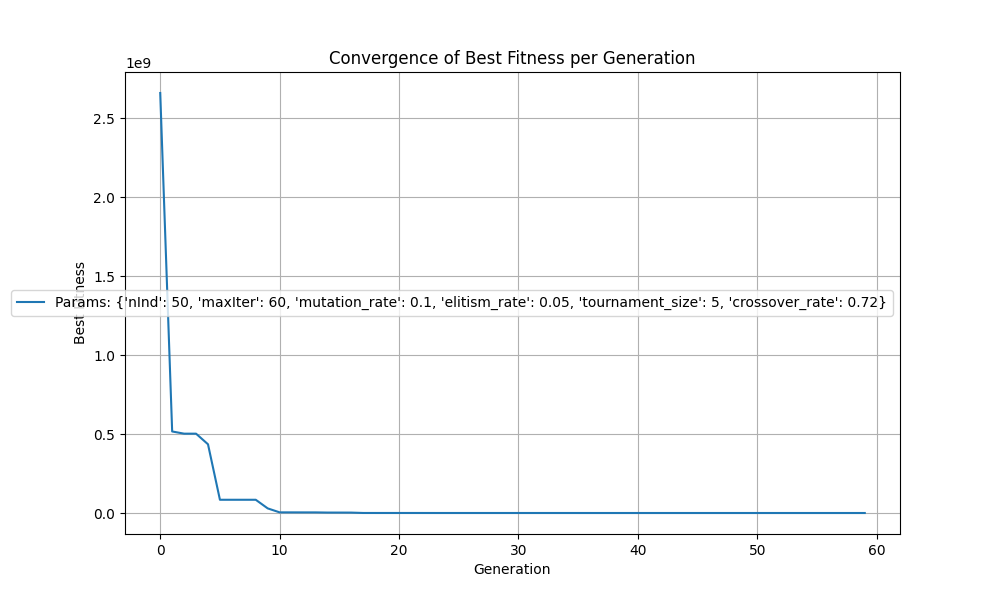 Convergence of Best Fitness per Generation
1e9
2.5
2.0
1.5
Params: {'nInd': 50, 'maxIter': 60, 'mutation_rate': 0.1, 'elitism_rate': 0.05, 'tournament_size': 5, 'crossover_rate': 0.72}
Best
1.0
0.5
0.0
0 10 20 30 40 50 60
Generation